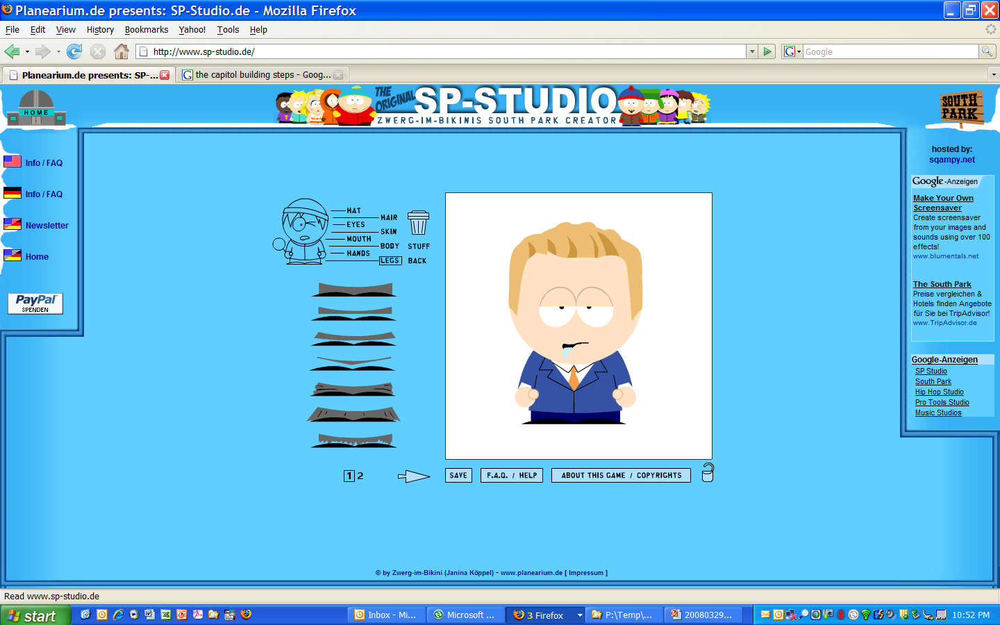 Planearium.de presents: SP-Studio.de - Mozilla Firefox
File Edit View History Bookmarks Yahoo! Tools Help
http://www.sp-studio.de/
Google
Planearium.de presents: SP-...
the capitol building steps - Goog...
HOME
THE ORIGINAL SP-STUDIO
ZWERG-IM-BIKINIS SOUTH PARK CREATOR
SOUTH PARK
Info / FAQ
Info / FAQ
Newsletter
Home
PayPal
SPENDEN
HAT
HAIR
EYES
SKIN
MOUTH
BODY
HANDS
LEGS
STUFF
BACK
1 2
SAVE
F.A.Q. / HELP
ABOUT THIS GAME / COPYRIGHTS
hosted by:
sqampy.net
Google-Anzeigen
Make Your Own
Screensaver
Create screensaver
from your images and
sounds using over 100
effects!
www.blumentals.net
The South Park
Preise vergleichen &
Hotels finden Angebote
für Sie bei TripAdvisor!
www.TripAdvisor.de
Google-Anzeigen
SP Studio
South Park
Hip Hop Studio
Pro Tools Studio
Music Studios
© by Zwerg-im-Bikini (Janina Köppel) - www.planearium.de [ Impressum ]
Read www.sp-studio.de
start
Inbox - Mi...
Microsoft ...
3 Firefox
P:\Temp\...
20080329...
10:52 PM